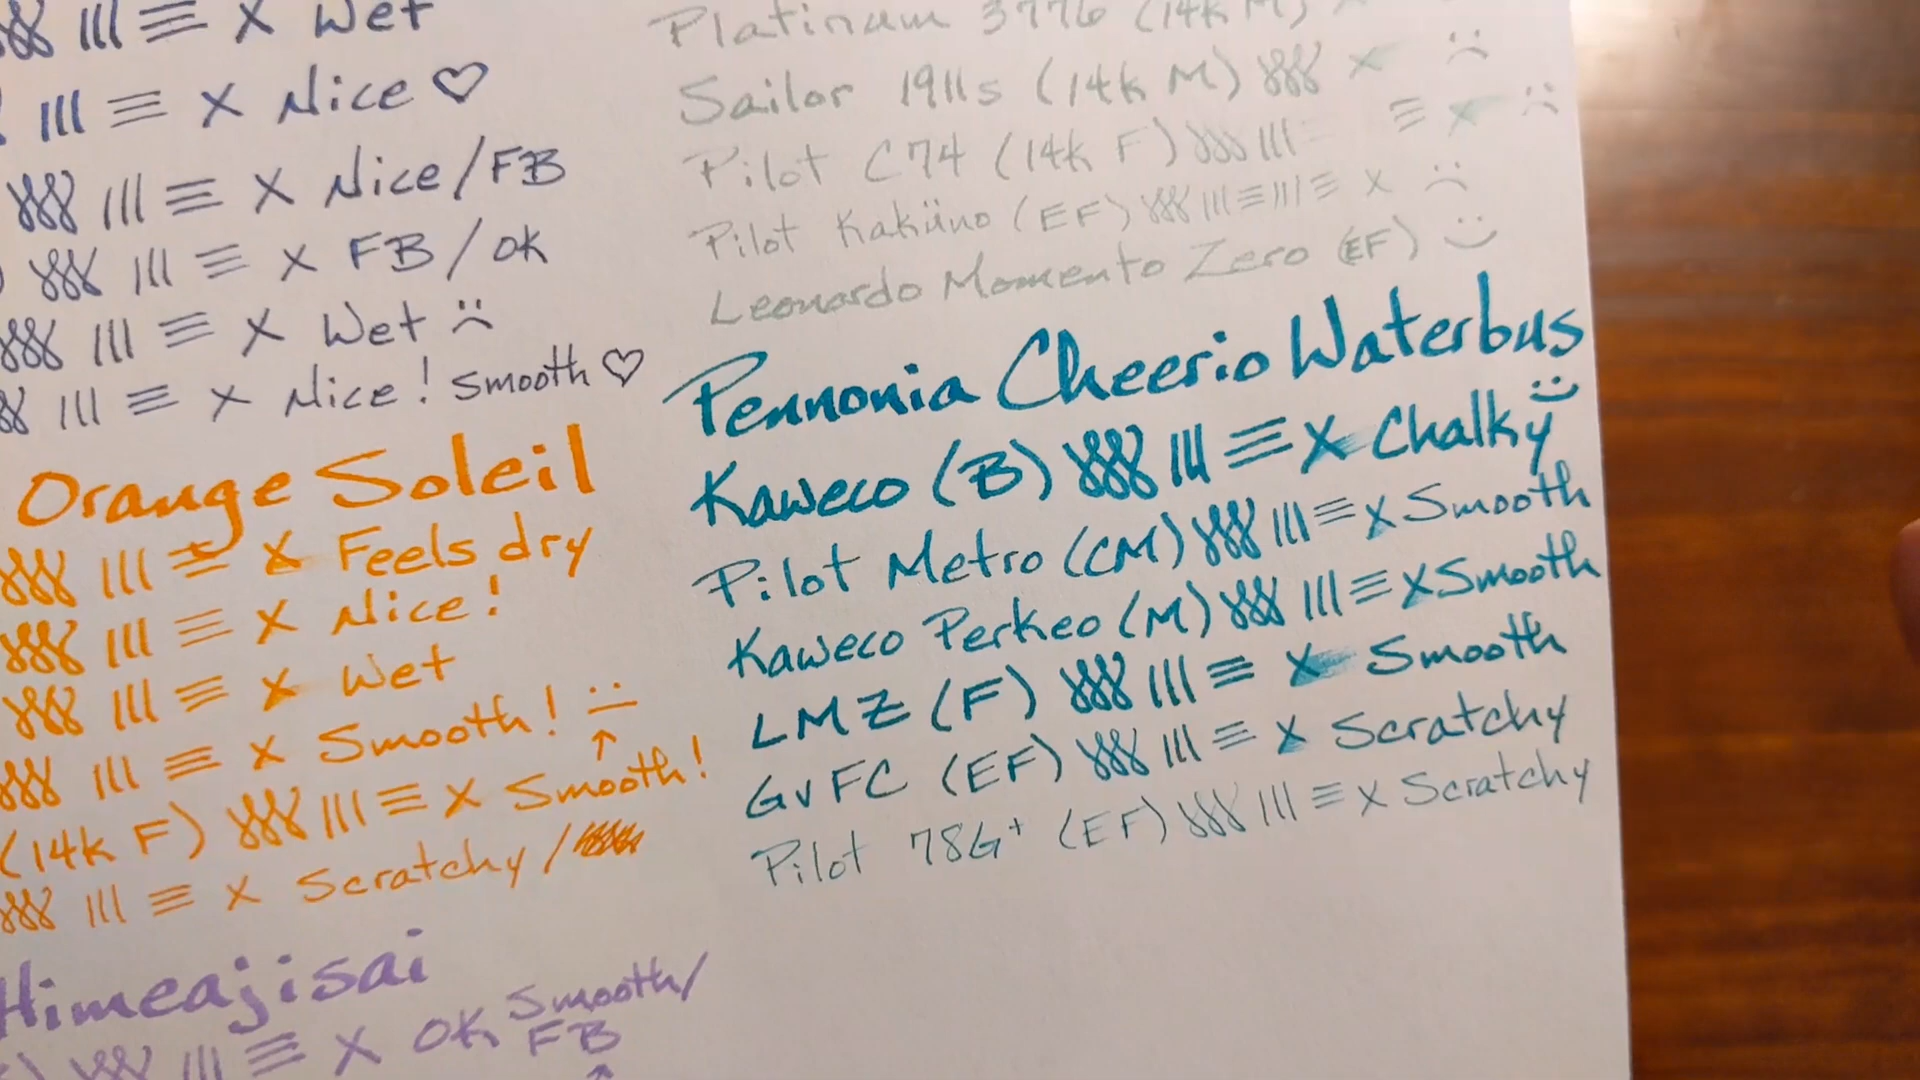 Wet
Nice ♡
Nice/FB
FB/OK
Wet ☹
Nice! Smooth ♡
Orange Soleil
Feels dry
Nice!
Wet
Smooth!
(14k F) X Smooth!
X Scratchy/
Himeajisai
X OK Smooth/
FB
Platinum 3776 (14k M)
Sailor 1911s (14k M) X ☹
Pilot C74 (14k F) X ☹
Pilot Kaküno (EF) X ☹
Leonardo Momento Zero (EF) ☺
Pennonia Cheerio Waterbus
Kaweco (B) X Chalky
Pilot Metro (CM) X Smooth
Kaweco Perkeo (M) X Smooth
LMZ (F) X Smooth
GvFC (EF) X Scratchy
Pilot 78G+ (EF) X Scratchy